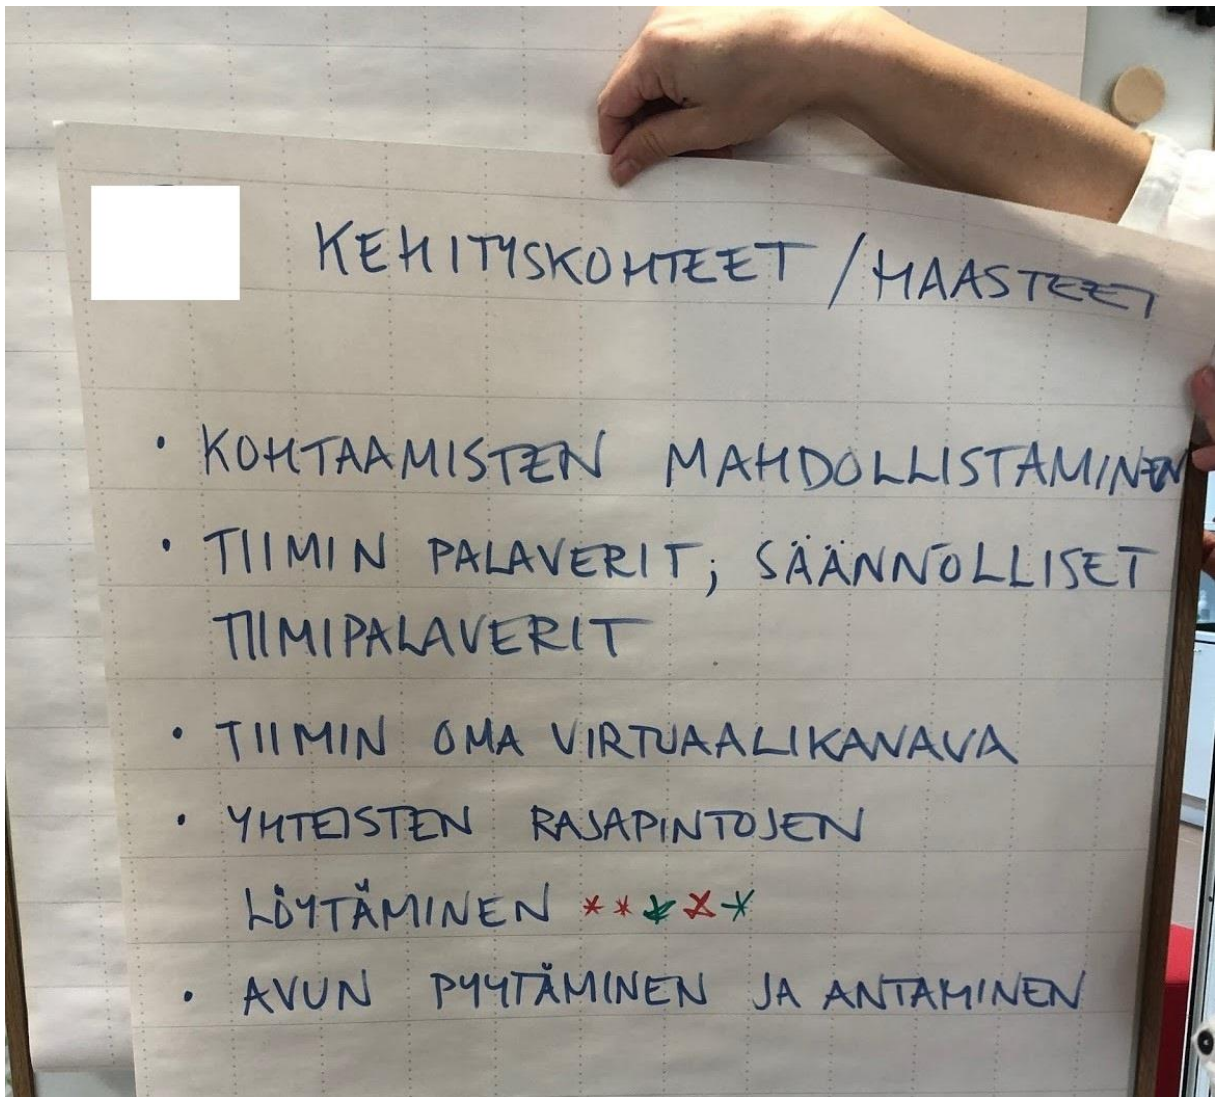 KEHITYSKOHTEET / HAASTEET
• KOHTAAMISTEN MAHDOLLISTAMINEN
• TIIMIN PALAVERIT; SÄÄNNÖLLISET
TIIMIPALAVERIT
• TIIMIN OMA VIRTUAALIKANAVA
• YHTEISTEN RAJAPINTOJEN
LÖYTÄMINEN * * * * *
• AVUN PYYTÄMINEN JA ANTAMINEN